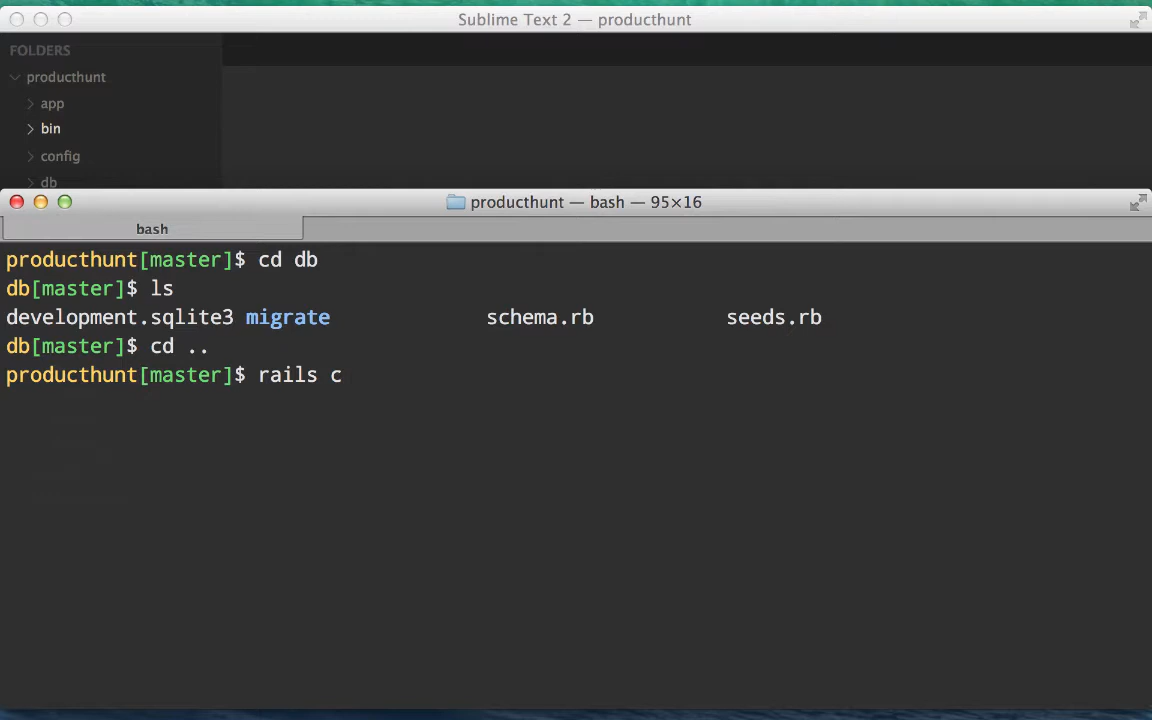 Sublime Text 2 — producthunt
FOLDERS
producthunt
app
bin
config
db
producthunt — bash — 95×16
bash
producthunt[master]$ cd db
db[master]$ ls
development.sqlite3 migrate schema.rb seeds.rb
db[master]$ cd ..
producthunt[master]$ rails c